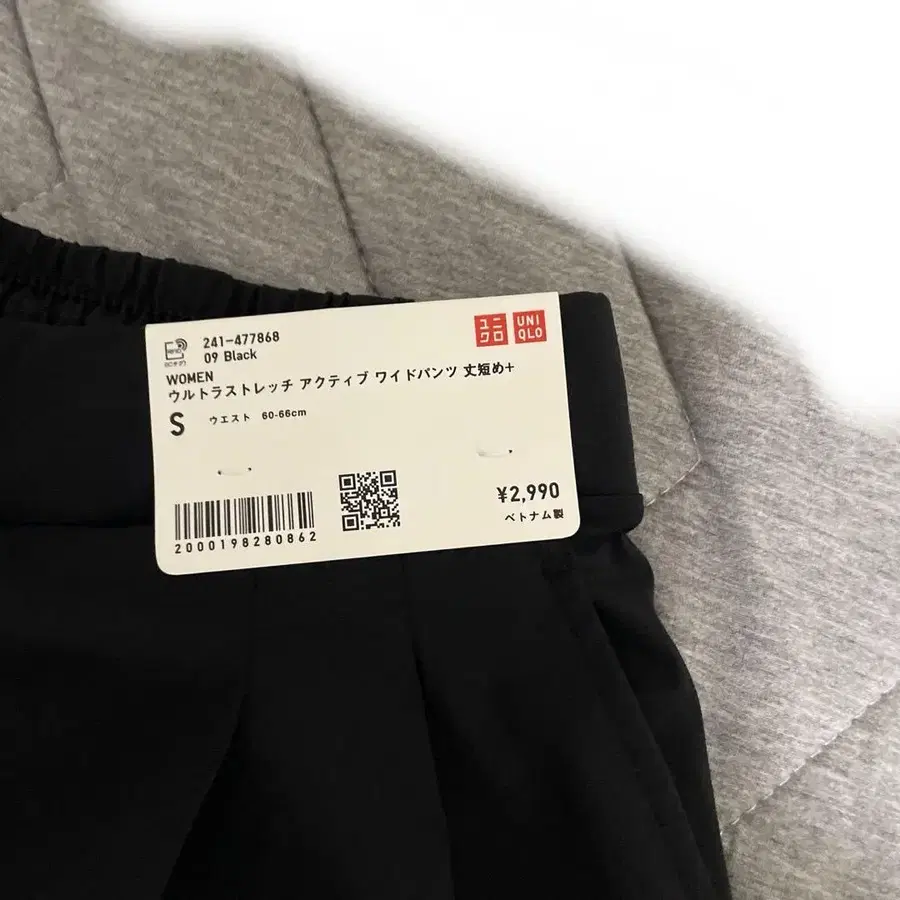 241-477868
09 Black
ユニクロ
UNIQLO
WOMEN
ウルトラストレッチ アクティブ ワイドパンツ 丈短め+
S ウエスト 60-66cm
¥2,990
ベトナム製
2000198280862